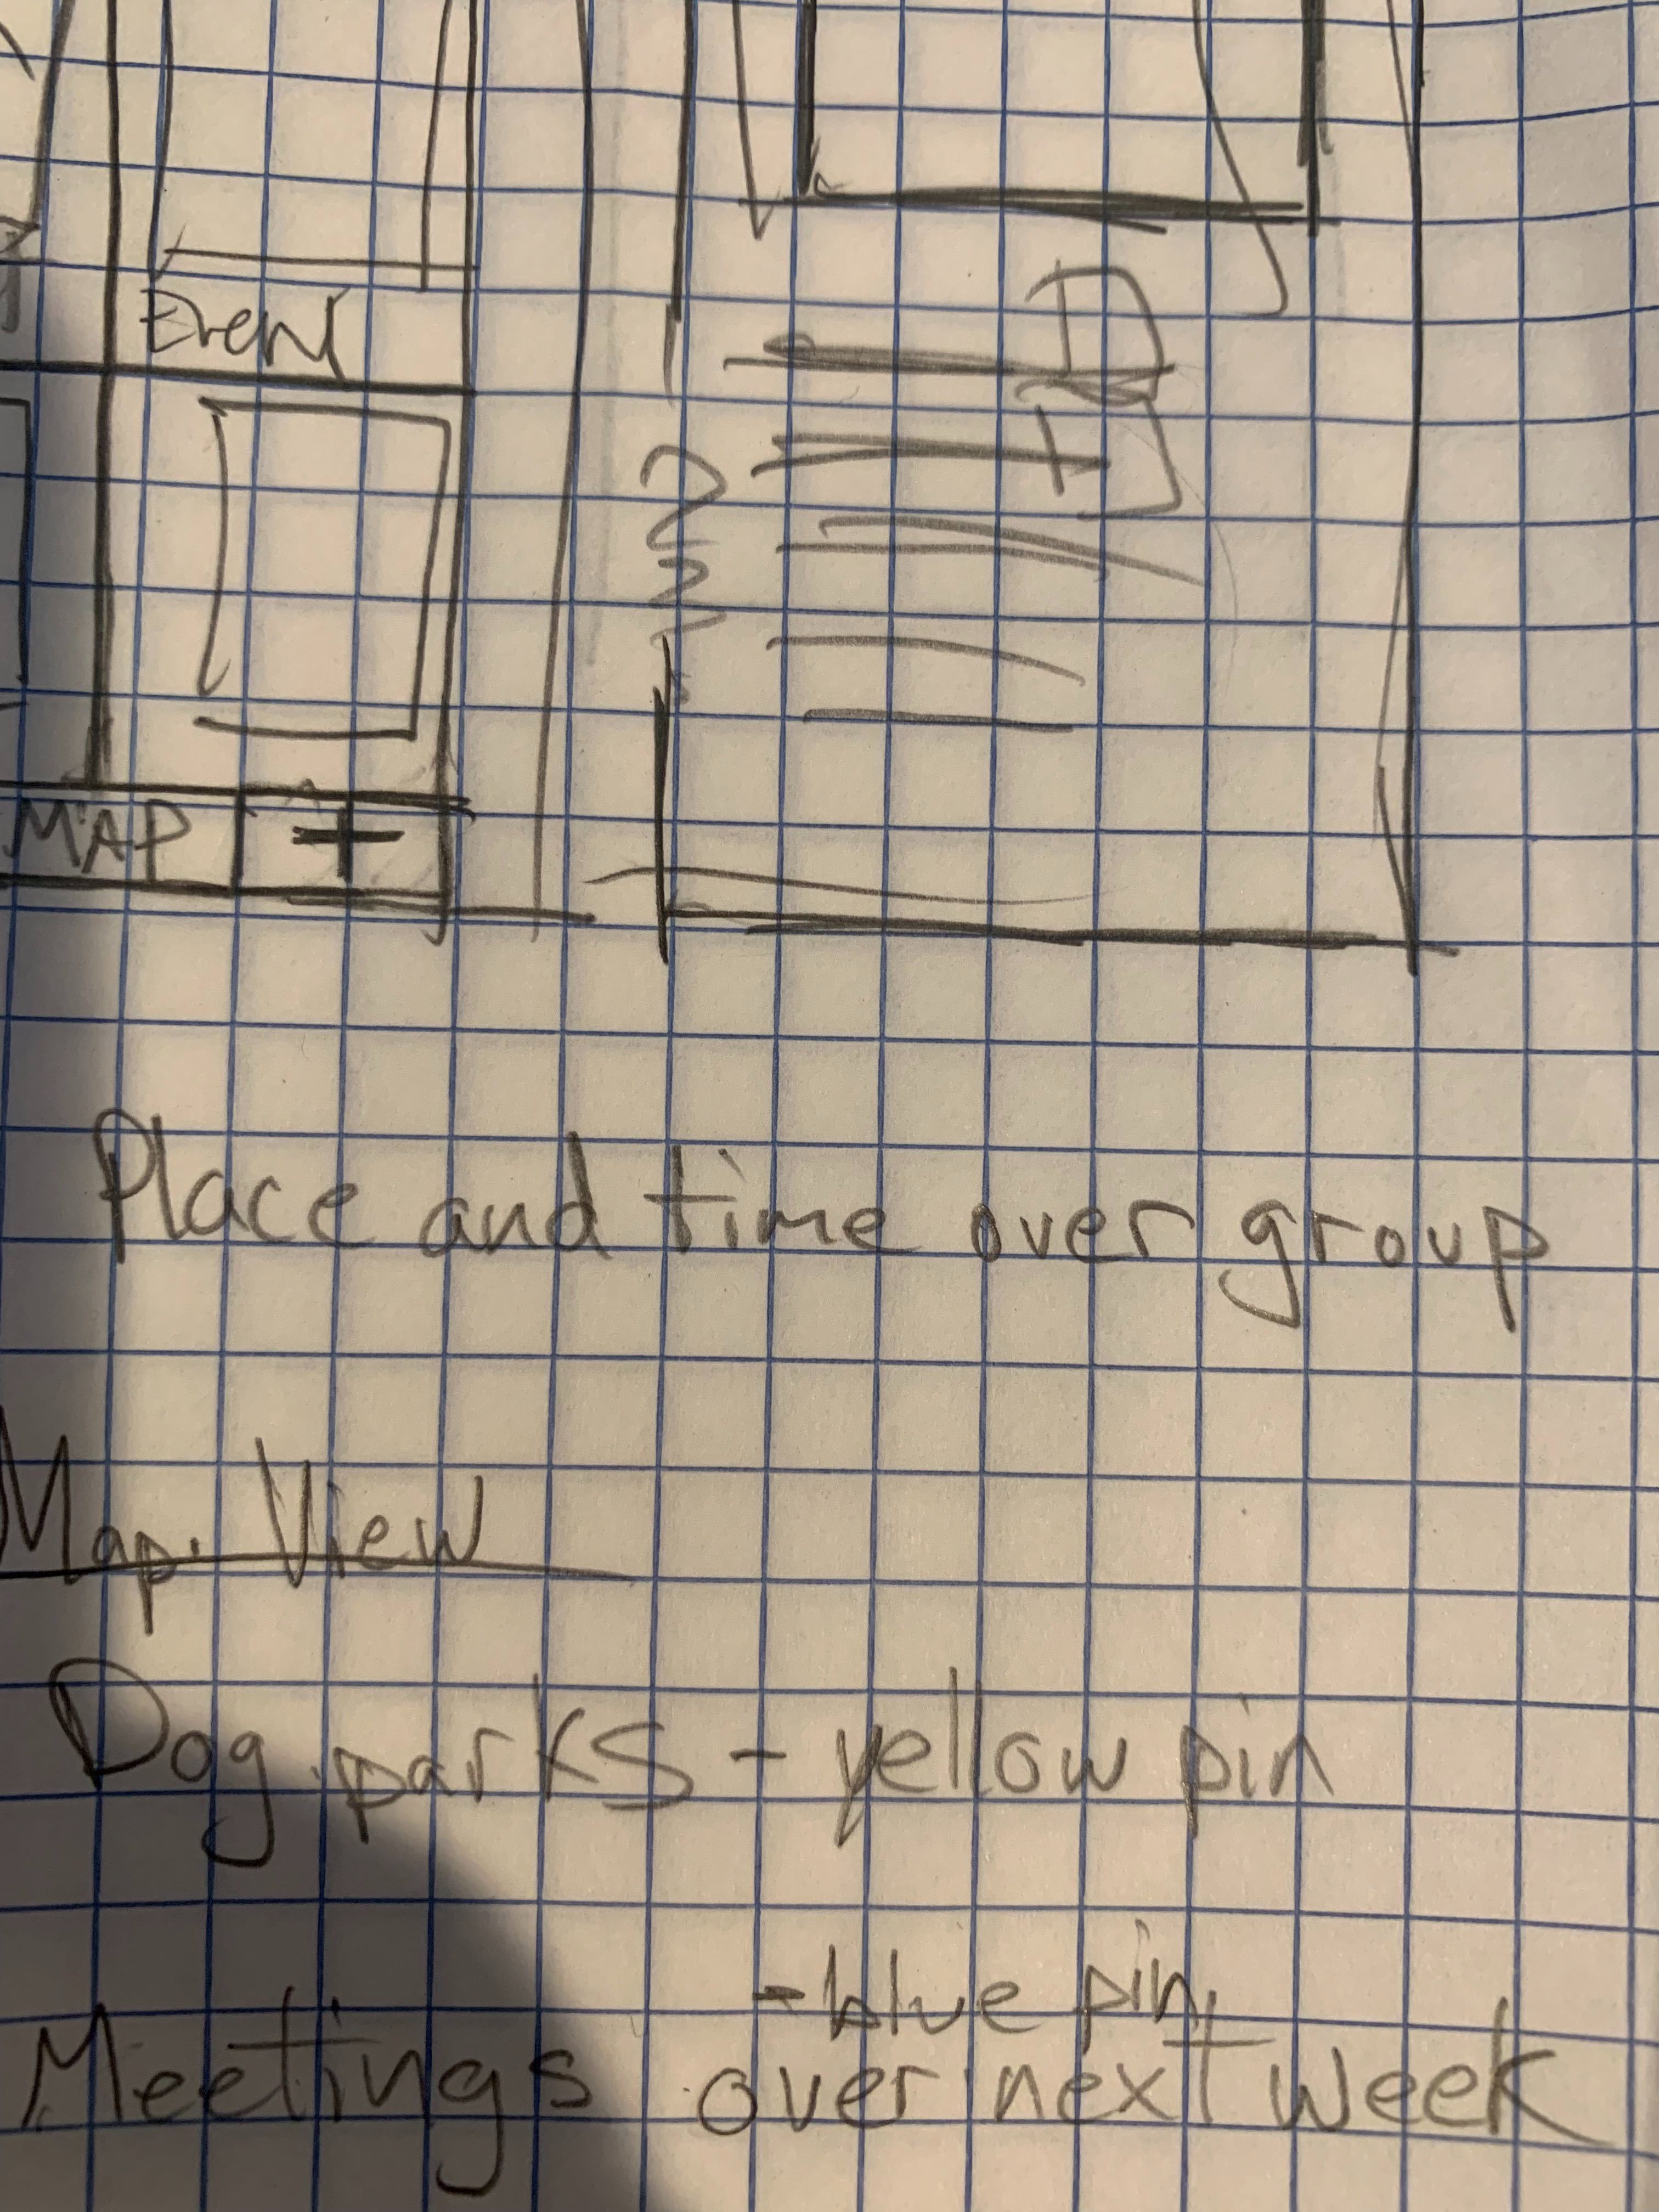 Event
MAP +
Place and time over group
Map View
Dog parks - yellow pin
- blue pin
Meetings over next week